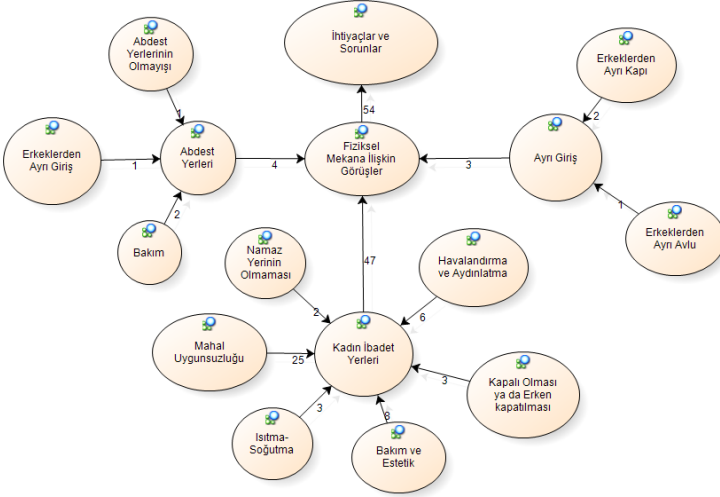 Abdest
Yerlerinin
Olmayışı
İhtiyaçlar ve
Sorunlar
Erkeklerden
Ayrı Kapı
1
54
2
Erkeklerden
Ayrı Giriş
1
Abdest
Yerleri
4
Fiziksel
Mekana İlişkin
Görüşler
3
Ayrı Giriş
2
Bakım
1
Erkeklerden
Ayrı Avlu
Namaz
Yerinin
Olmaması
47
Havalandırma
ve Aydınlatma
2
6
Mahal
Uygunsuzluğu
25
Kadın İbadet
Yerleri
3
Kapalı Olması
ya da Erken
kapatılması
3
8
Isıtma-
Soğutma
Bakım ve
Estetik